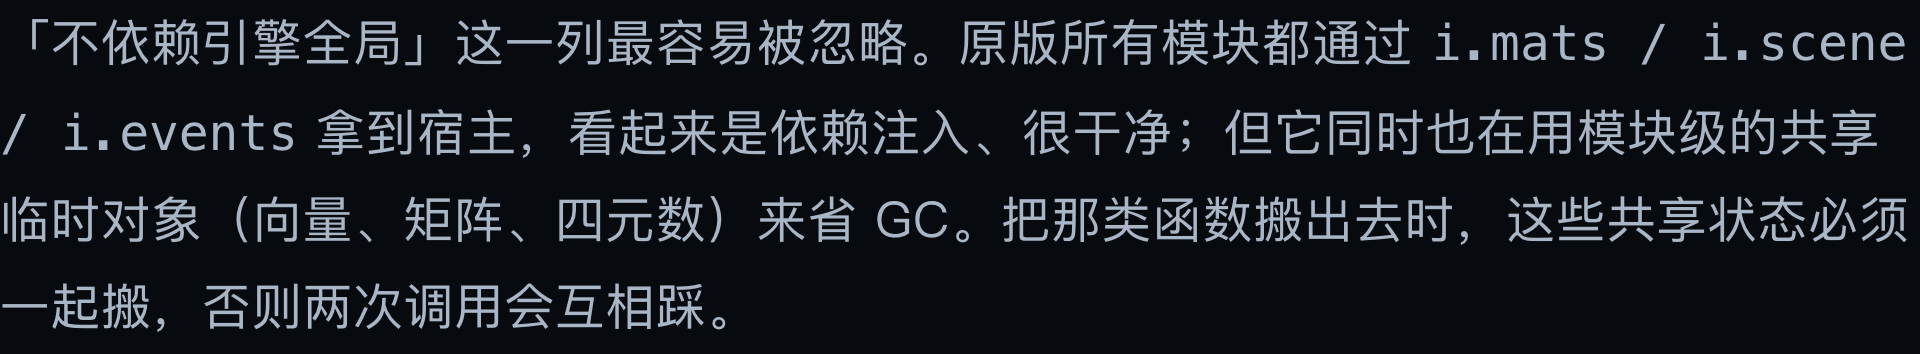 「不依赖引擎全局」这一列最容易被忽略。原版所有模块都通过 i.mats / i.scene
/ i.events 拿到宿主，看起来是依赖注入、很干净；但它同时也在用模块级的共享
临时对象（向量、矩阵、四元数）来省 GC。把那类函数搬出去时，这些共享状态必须
一起搬，否则两次调用会互相踩。